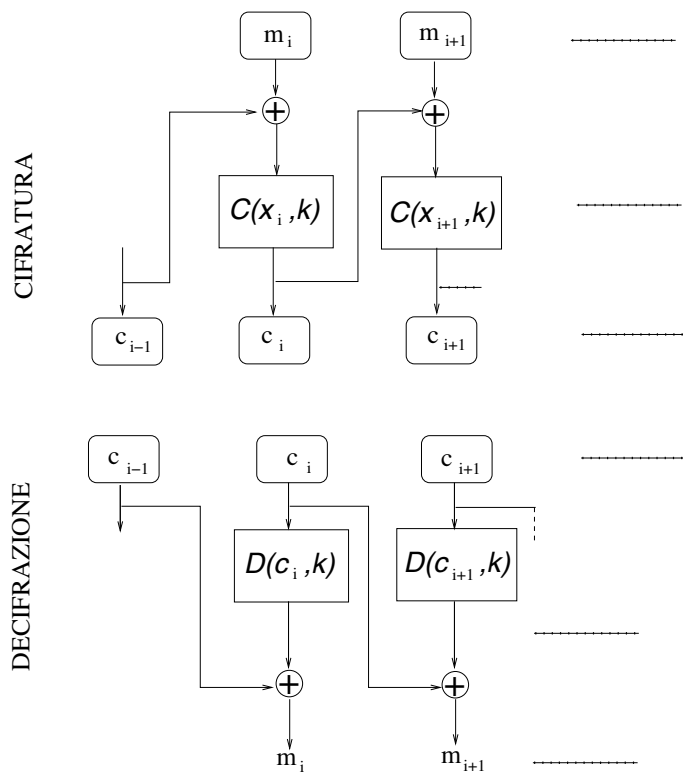 CIFRATURA
m i
m i+1
C(x i ,k)
C(x i+1 ,k)
c i−1
c i
c i+1
DECIFRAZIONE
c i−1
c i
c i+1
D(c i ,k)
D(c i+1 ,k)
m i
m i+1